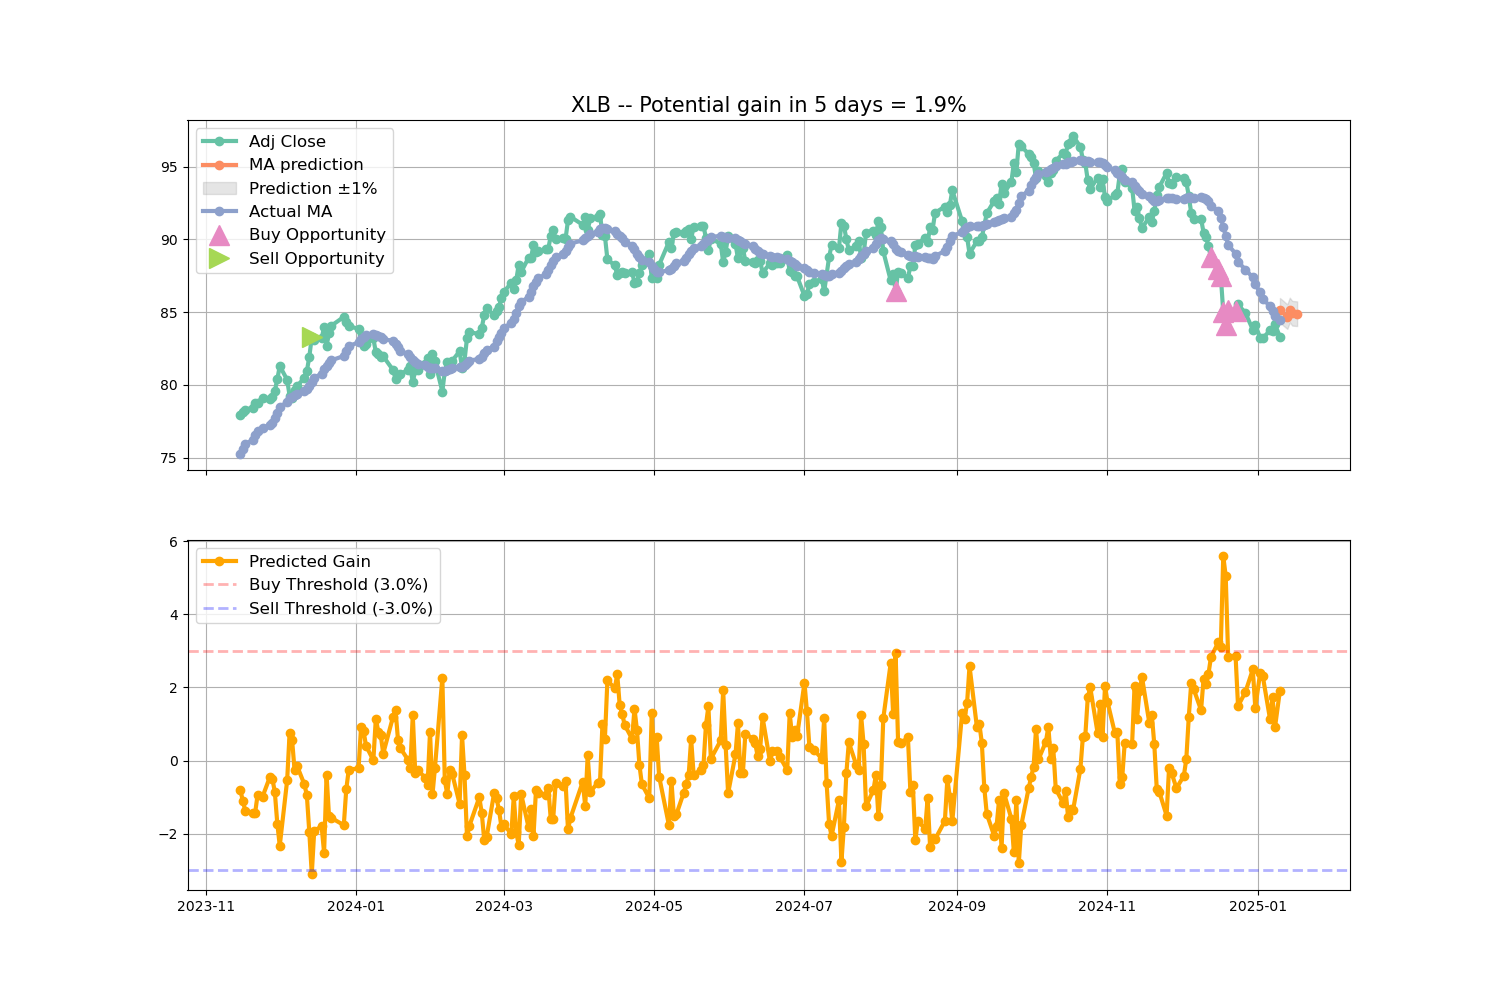 XLB -- Potential gain in 5 days = 1.9%
Adj Close
MA prediction
Prediction ±1%
Actual MA
Buy Opportunity
Sell Opportunity
95
90
85
80
75
Predicted Gain
Buy Threshold (3.0%)
Sell Threshold (-3.0%)
6
4
2
0
−2
2023-11
2024-01
2024-03
2024-05
2024-07
2024-09
2024-11
2025-01